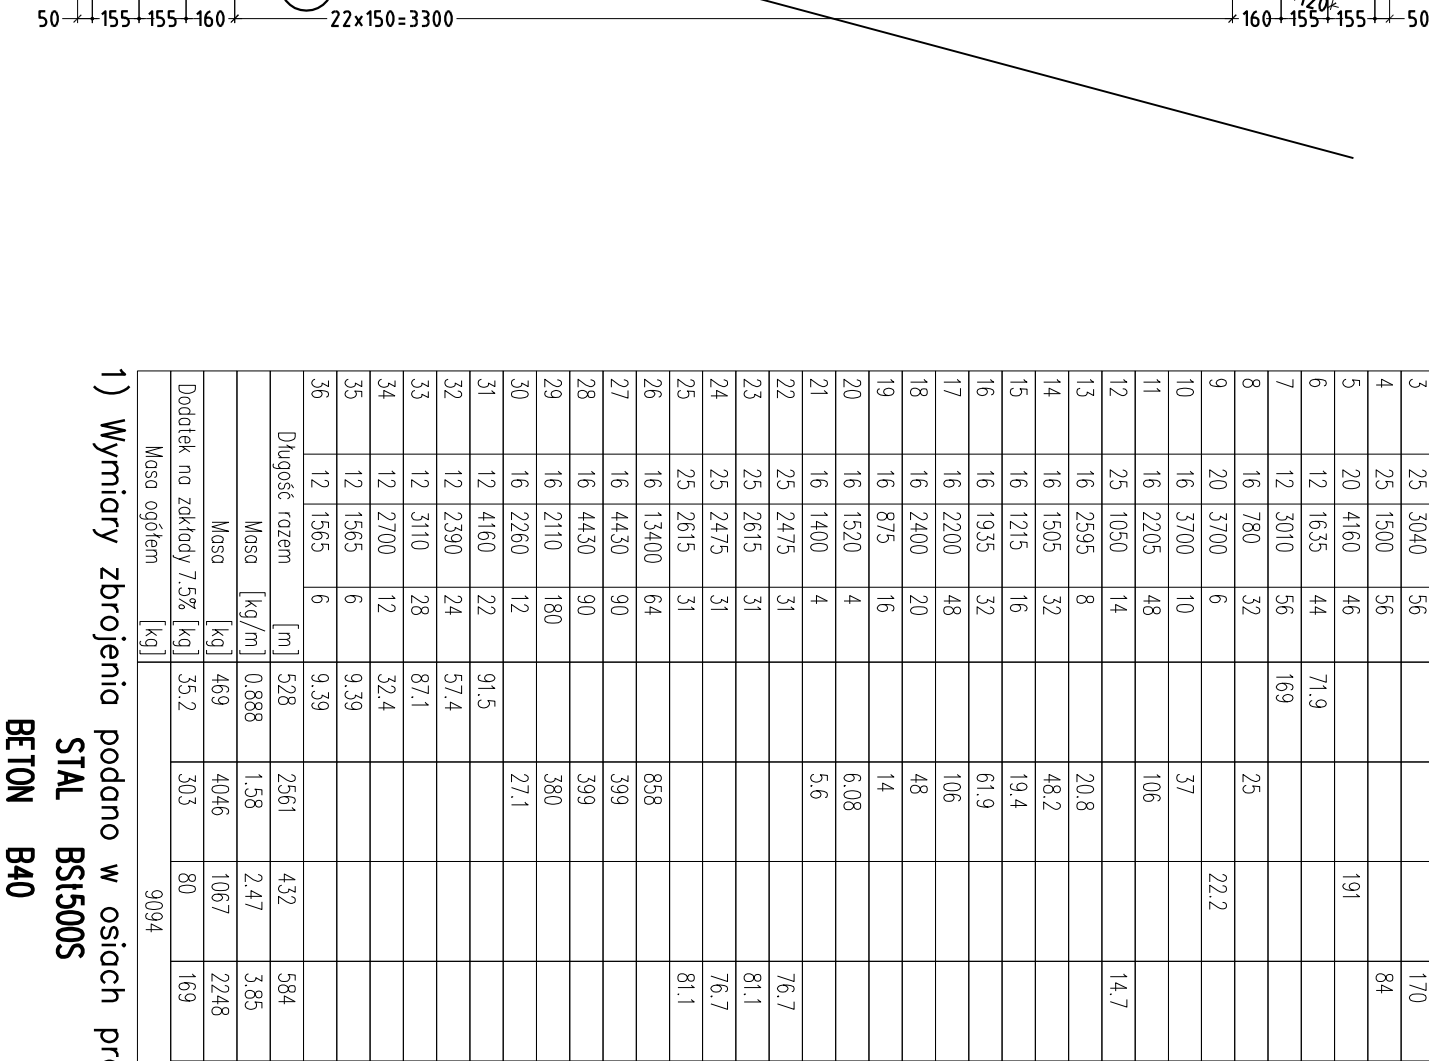 50 155 155 160 22x150=3300 160 155 155 50
120
3 25 3040 56 170
4 25 1500 56 84
5 20 4160 46 191
6 12 1635 44 71.9
7 12 3010 56 169
8 16 780 32 25
9 20 3700 6 22.2
10 16 3700 10 37
11 16 2205 48 106
12 25 1050 14 14.7
13 16 2595 8 20.8
14 16 1505 32 48.2
15 16 1215 16 19.4
16 16 1935 32 61.9
17 16 2200 48 106
18 16 2400 20 48
19 16 875 16 14
20 16 1520 4 6.08
21 16 1400 4 5.6
22 25 2475 31 76.7
23 25 2615 31 81.1
24 25 2475 31 76.7
25 25 2615 31 81.1
26 16 13400 64 858
27 16 4430 90 399
28 16 4430 90 399
29 16 2110 180 380
30 16 2260 12 27.1
31 12 4160 22 91.5
32 12 2390 24 57.4
33 12 3110 28 87.1
34 12 2700 12 32.4
35 12 1565 6 9.39
36 12 1565 6 9.39
Długość razem [m] 528 2561 432 584
Masa [kg/m] 0.888 1.58 2.47 3.85
Masa [kg] 469 4046 1067 2248
Dodatek na zakłady 7.5% [kg] 35.2 303 80 169
Masa ogółem [kg] 9094
1) Wymiary zbrojenia podano w osiach
STAL BSt500S
BETON B40